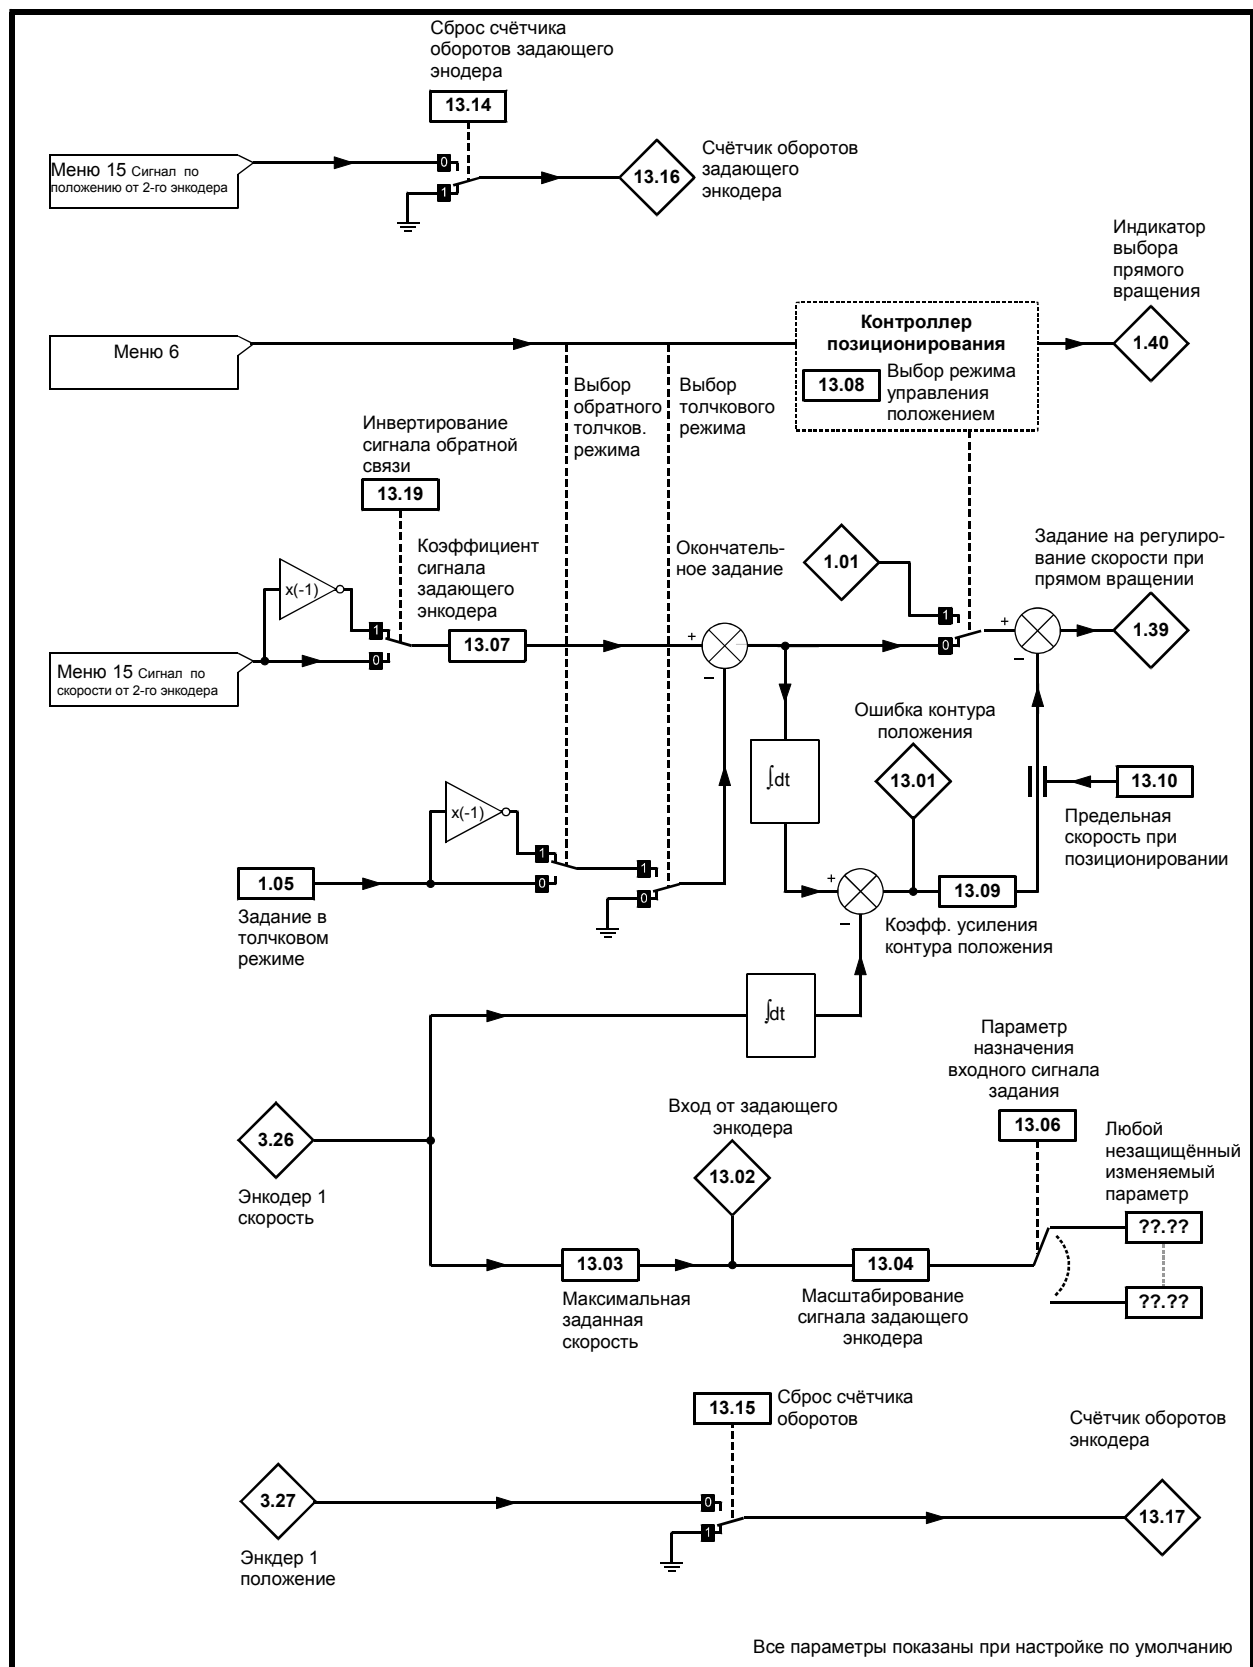 Сброс счётчика
оборотов задающего
энодера
13.14
0
1
Меню 15 Сигнал по
положению от 2-го энкодера
13.16
Счётчик оборотов
задающего
энкодера
Индикатор
выбора
прямого
вращения
Меню 6
Контроллер
позиционирования
13.08
Выбор режима
управления
положением
1.40
Выбор
обратного
толчков.
режима
Выбор
толчкового
режима
Инвертирование
сигнала обратной
связи
13.19
Коэффициент
сигнала
задающего
энкодера
Окончатель-
ное задание
1.01
Задание на регулиро-
вание скорости при
прямом вращении
x(-1)
1
0
13.07
+
–
1
0
+
–
1.39
Меню 15 Сигнал по
скорости от 2-го энкодера
Ошибка контура
положения
∫dt
13.01
13.10
Предельная
скорость при
позиционировании
x(-1)
1
0
1
0
1.05
Задание в
толчковом
режиме
+
–
13.09
Коэфф. усиления
контура положения
∫dt
Параметр
назначения
входного сигнала
задания
13.06
Вход от задающего
энкодера
3.26
Энкодер 1
скорость
13.02
Любой
незащищённый
изменяемый
параметр
??.??
13.03
Максимальная
заданная
скорость
13.04
Масштабирование
сигнала задающего
энкодера
??.??
13.15
Сброс счётчика
оборотов
Счётчик оборотов
энкодера
3.27
Энкдер 1
положение
0
1
13.17
Все параметры показаны при настройке по умолчанию